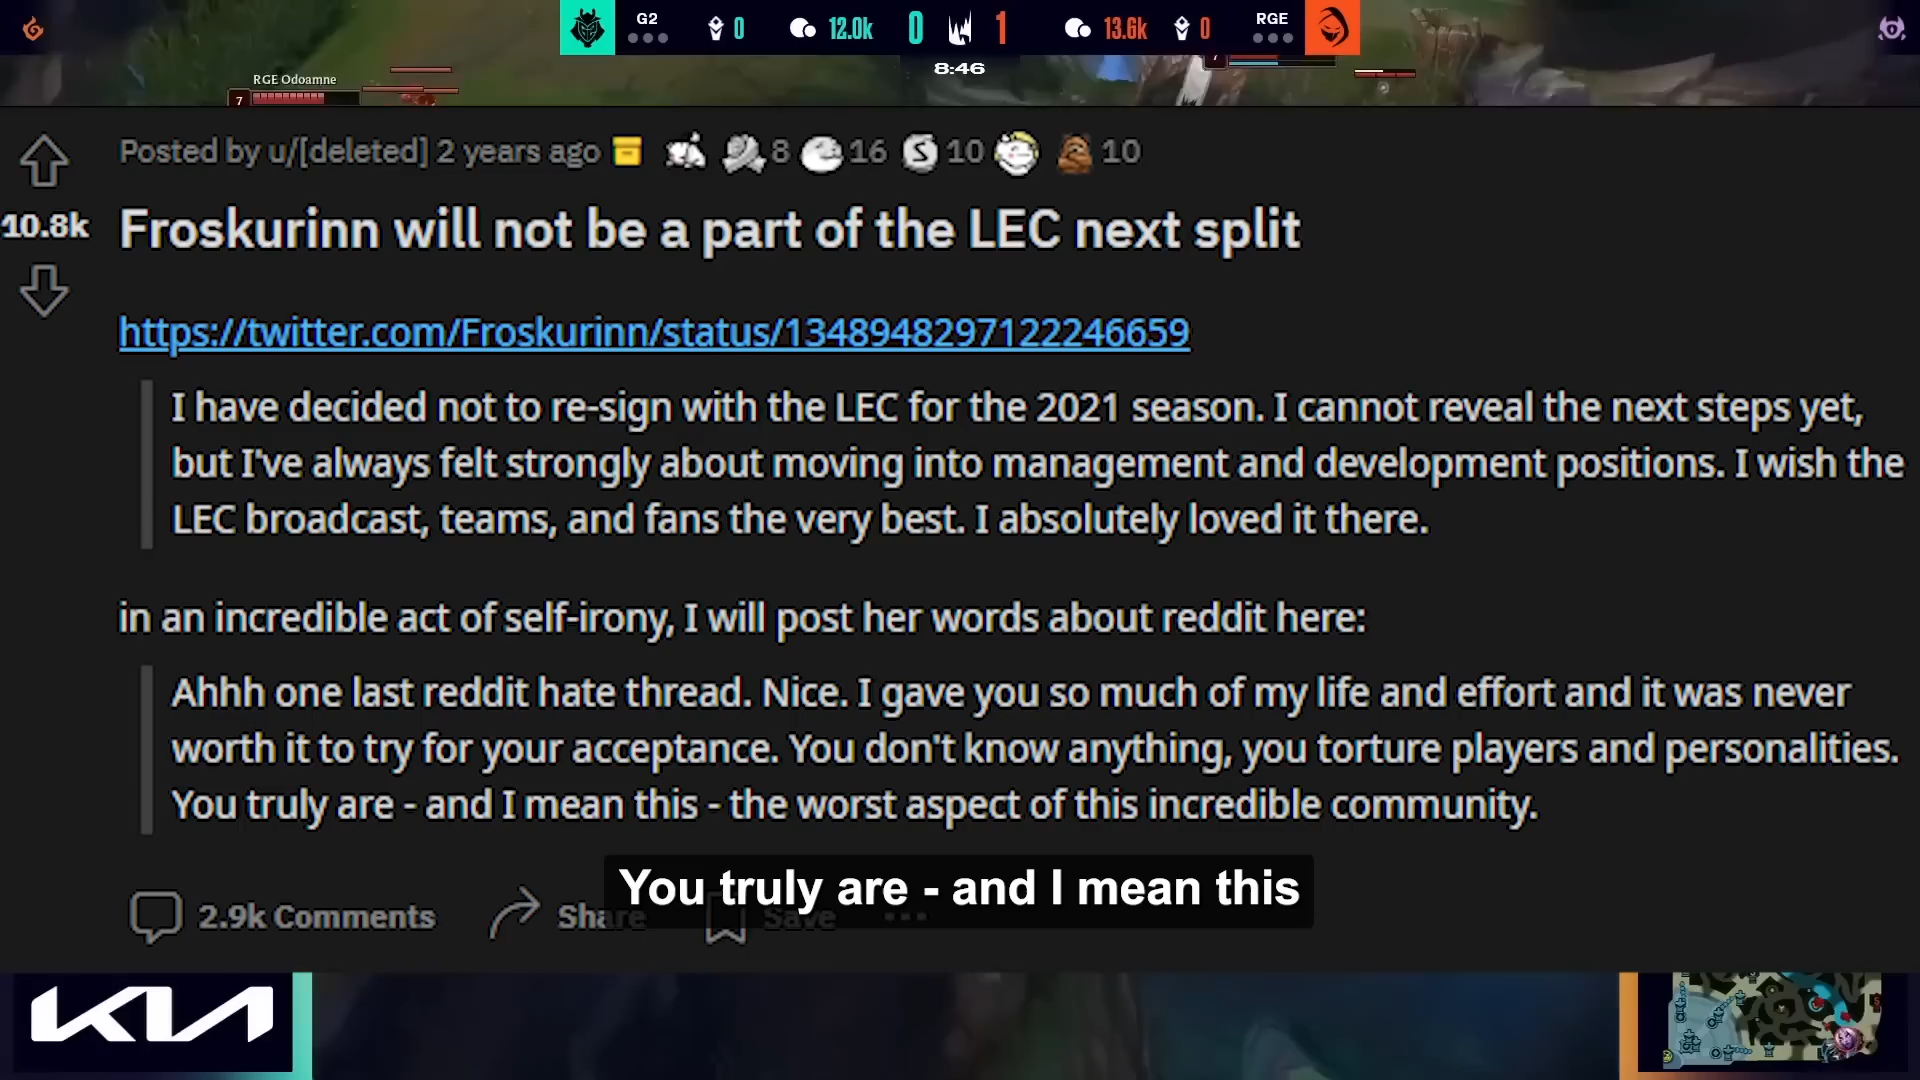 G2 0 12.0k 0 1 13.6k 0 RGE
8:46
RGE Odoamne
7
7
Posted by u/[deleted] 2 years ago 8 16 10 10
10.8k
Froskurinn will not be a part of the LEC next split
https://twitter.com/Froskurinn/status/1348948297122246659
I have decided not to re-sign with the LEC for the 2021 season. I cannot reveal the next steps yet,
but I've always felt strongly about moving into management and development positions. I wish the
LEC broadcast, teams, and fans the very best. I absolutely loved it there.
in an incredible act of self-irony, I will post her words about reddit here:
Ahhh one last reddit hate thread. Nice. I gave you so much of my life and effort and it was never
worth it to try for your acceptance. You don't know anything, you torture players and personalities.
You truly are - and I mean this - the worst aspect of this incredible community.
You truly are - and I mean this
2.9k Comments Share Save
KIA